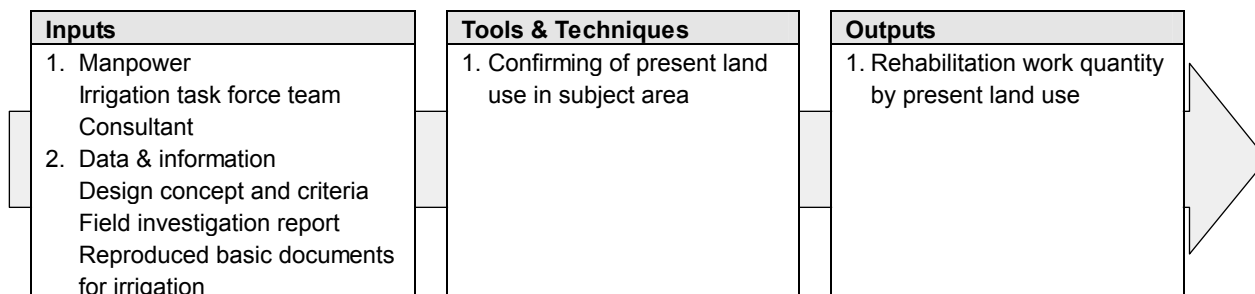 Inputs
1. Manpower
Irrigation task force team
Consultant
2. Data & information
Design concept and criteria
Field investigation report
Reproduced basic documents
for irrigation
Tools & Techniques
1. Confirming of present land
use in subject area
Outputs
1. Rehabilitation work quantity
by present land use